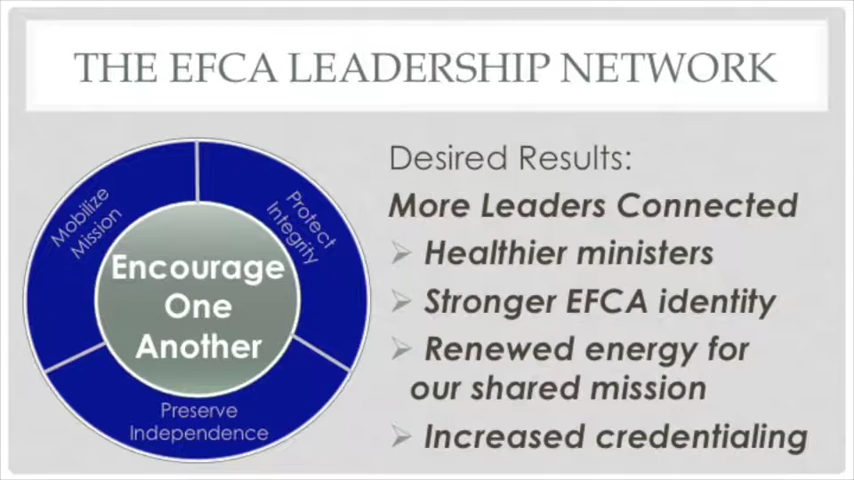 THE EFCA LEADERSHIP NETWORK
Mobilize
Mission
Protect
Integrity
Encourage
One
Another
Preserve
Independence
Desired Results:
More Leaders Connected
Healthier ministers
Stronger EFCA identity
Renewed energy for
our shared mission
Increased credentialing